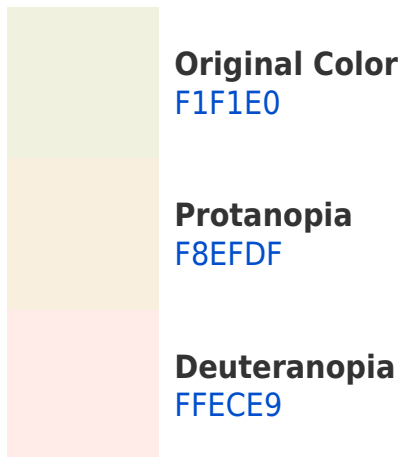 Original Color
F1F1E0
Protanopia
F8EFDF
Deuteranopia
FFECE9